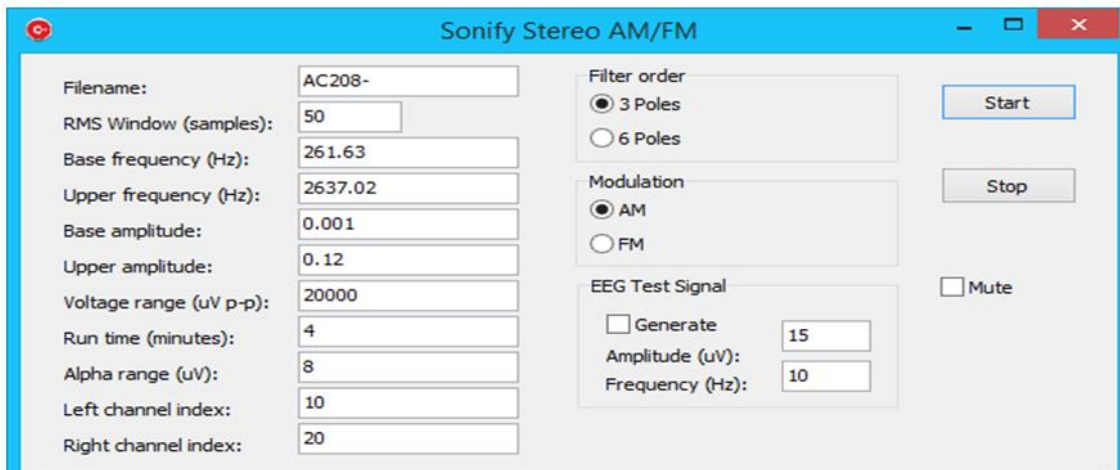 Sonify Stereo AM/FM
Filename: AC208-
RMS Window (samples): 50
Base frequency (Hz): 261.63
Upper frequency (Hz): 2637.02
Base amplitude: 0.001
Upper amplitude: 0.12
Voltage range (uV p-p): 20000
Run time (minutes): 4
Alpha range (uV): 8
Left channel index: 10
Right channel index: 20
Filter order
3 Poles
6 Poles
Modulation
AM
FM
EEG Test Signal
Generate
Amplitude (uV): 15
Frequency (Hz): 10
Start
Stop
Mute